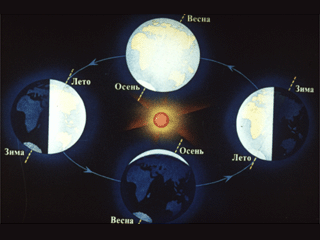 Весна
Лето
Осень
Зима
Зима
Осень
Лето
Весна